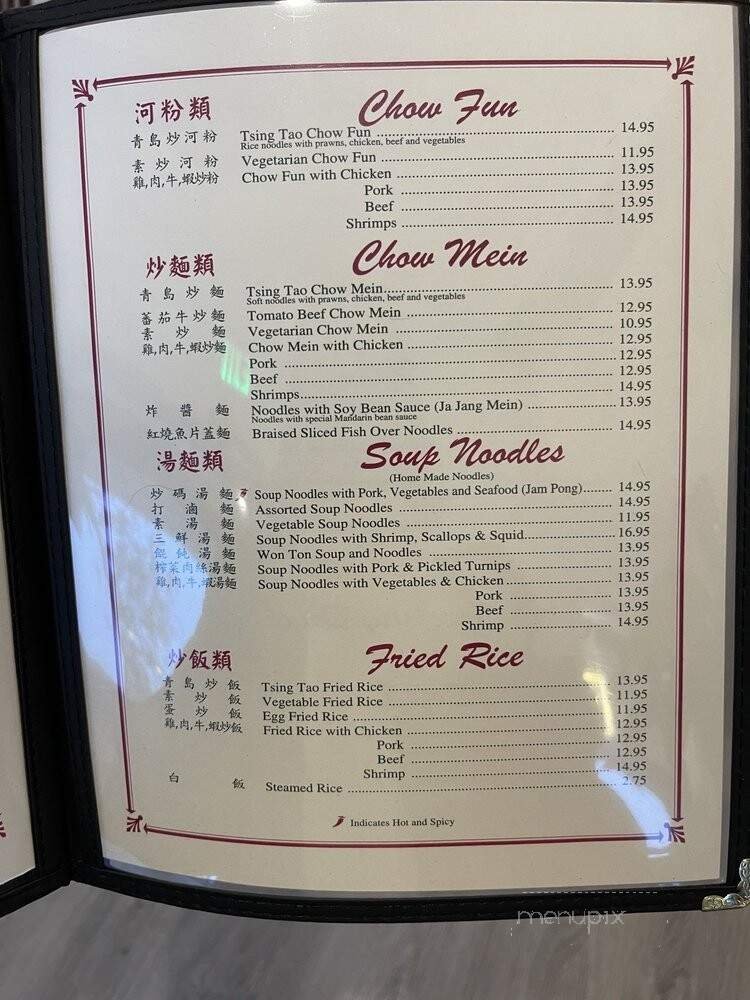 河粉類 Chow Fun
青島炒河粉 Tsing Tao Chow Fun 14.95
Rice noodles with prawns, chicken, beef and vegetables
素炒河粉 Vegetarian Chow Fun 11.95
雞,肉,牛,蝦炒粉 Chow Fun with Chicken 13.95
Pork 13.95
Beef 13.95
Shrimps 14.95
炒麵類 Chow Mein
青島炒麵 Tsing Tao Chow Mein 13.95
Soft noodles with prawns, chicken, beef and vegetables
蕃茄牛炒麵 Tomato Beef Chow Mein 12.95
素炒麵 Vegetarian Chow Mein 10.95
雞,肉,牛,蝦炒麵 Chow Mein with Chicken 12.95
Pork 12.95
Beef 12.95
Shrimps 14.95
炸醬麵 Noodles with Soy Bean Sauce (Ja Jang Mein) 13.95
Noodles with special Mandarin bean sauce
紅燒魚片蓋麵 Braised Sliced Fish Over Noodles 14.95
湯麵類 Soup Noodles
(Home Made Noodles)
炒碼湯麵 Soup Noodles with Pork, Vegetables and Seafood (Jam Pong) 14.95
打滷麵 Assorted Soup Noodles 14.95
素湯麵 Vegetable Soup Noodles 11.95
三鮮湯麵 Soup Noodles with Shrimp, Scallops & Squid 16.95
餛飩湯麵 Won Ton Soup and Noodles 13.95
榨菜肉絲湯麵 Soup Noodles with Pork & Pickled Turnips 13.95
雞,肉,牛,蝦湯麵 Soup Noodles with Vegetables & Chicken 13.95
Pork 13.95
Beef 13.95
Shrimp 14.95
炒飯類 Fried Rice
青島炒飯 Tsing Tao Fried Rice 13.95
素炒飯 Vegetable Fried Rice 11.95
蛋炒飯 Egg Fried Rice 11.95
雞,肉,牛,蝦炒飯 Fried Rice with Chicken 12.95
Pork 12.95
Beef 12.95
Shrimp 14.95
白飯 Steamed Rice 2.75
Indicates Hot and Spicy
menupix